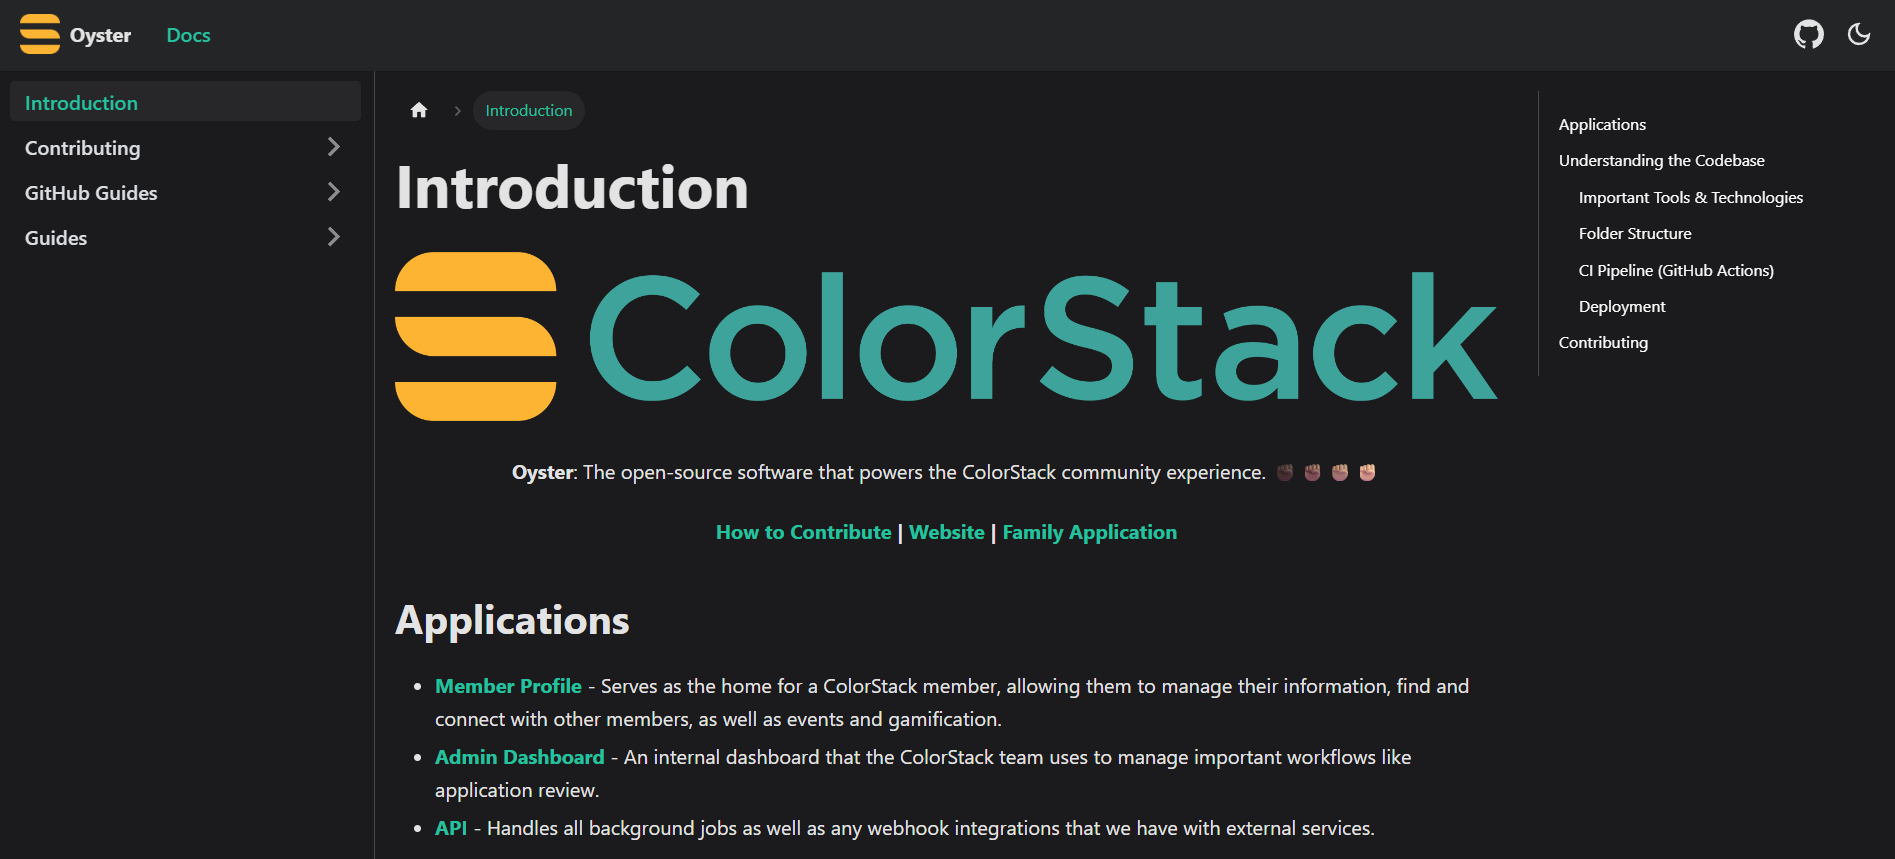 Oyster
Docs
Introduction
Contributing
GitHub Guides
Guides
Introduction
Introduction
ColorStack
Oyster: The open-source software that powers the ColorStack community experience. ✊🏿 ✊🏾 ✊🏽 ✊🏼
How to Contribute | Website | Family Application
Applications
Member Profile - Serves as the home for a ColorStack member, allowing them to manage their information, find and
connect with other members, as well as events and gamification.
Admin Dashboard - An internal dashboard that the ColorStack team uses to manage important workflows like
application review.
API - Handles all background jobs as well as any webhook integrations that we have with external services.
Applications
Understanding the Codebase
Important Tools & Technologies
Folder Structure
CI Pipeline (GitHub Actions)
Deployment
Contributing